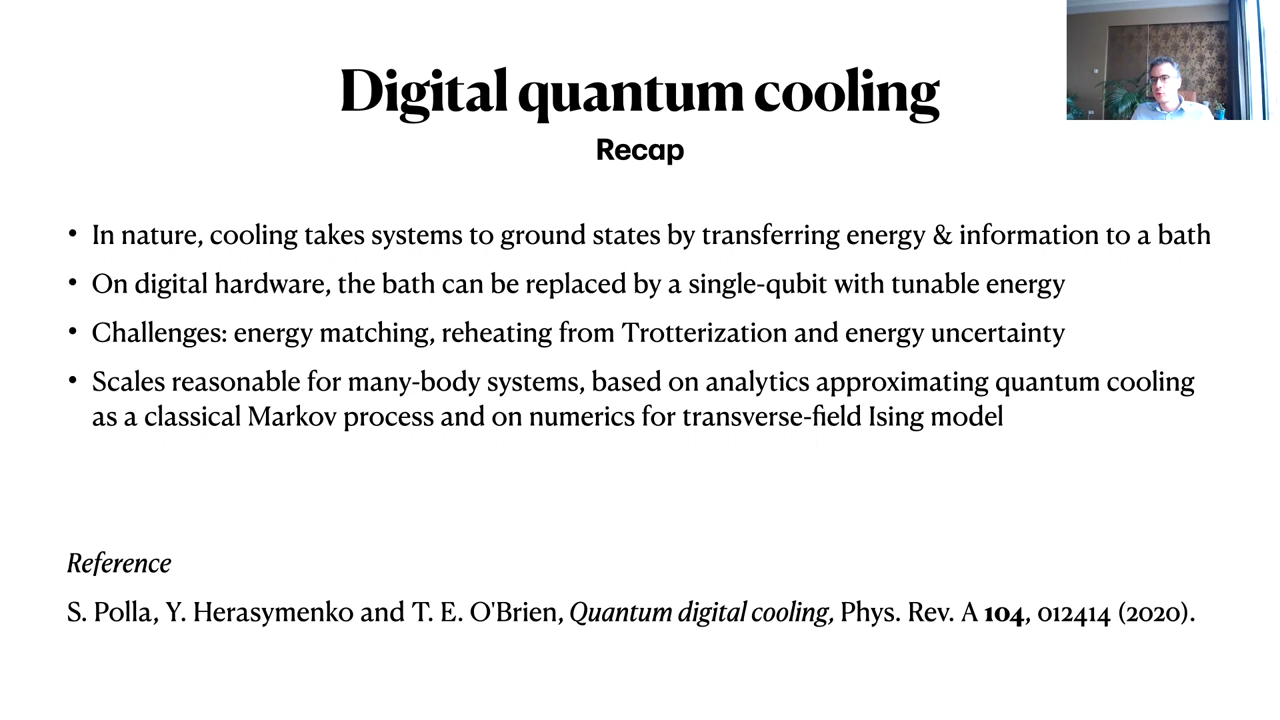 Digital quantum cooling
Recap
• In nature, cooling takes systems to ground states by transferring energy & information to a bath
• On digital hardware, the bath can be replaced by a single-qubit with tunable energy
• Challenges: energy matching, reheating from Trotterization and energy uncertainty
• Scales reasonable for many-body systems, based on analytics approximating quantum cooling
as a classical Markov process and on numerics for transverse-field Ising model
Reference
S. Polla, Y. Herasymenko and T. E. O'Brien, Quantum digital cooling, Phys. Rev. A 104, 012414 (2020).